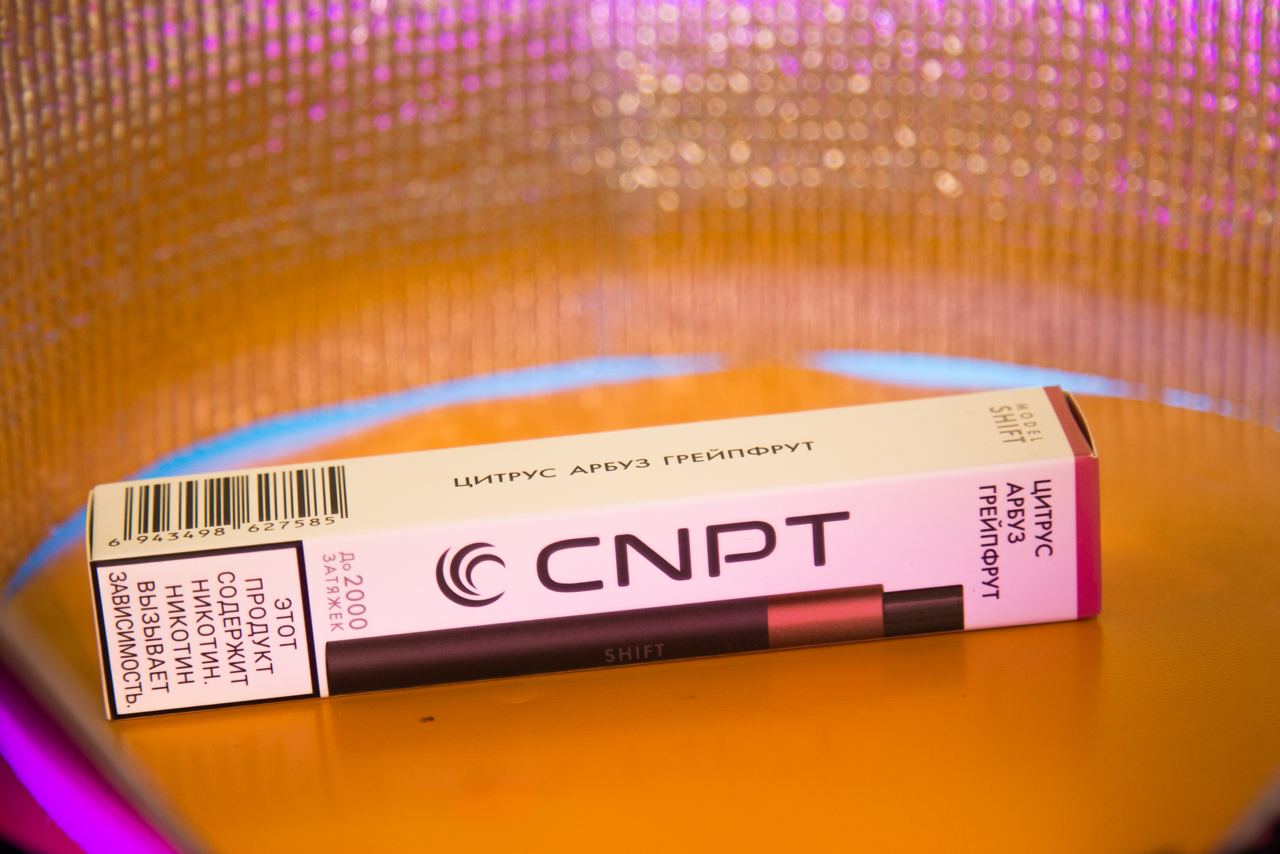 MODEL
SHIFT
ЦИТРУС АРБУЗ ГРЕЙПФРУТ
6 943498 627585
ЦИТРУС
АРБУЗ
ГРЕЙПФРУТ
CNPT
До 2000
ЗАТЯЖЕК
SHIFT
ЭТОТ
ПРОДУКТ
СОДЕРЖИТ
НИКОТИН.
НИКОТИН
ВЫЗЫВАЕТ
ЗАВИСИМОСТЬ.